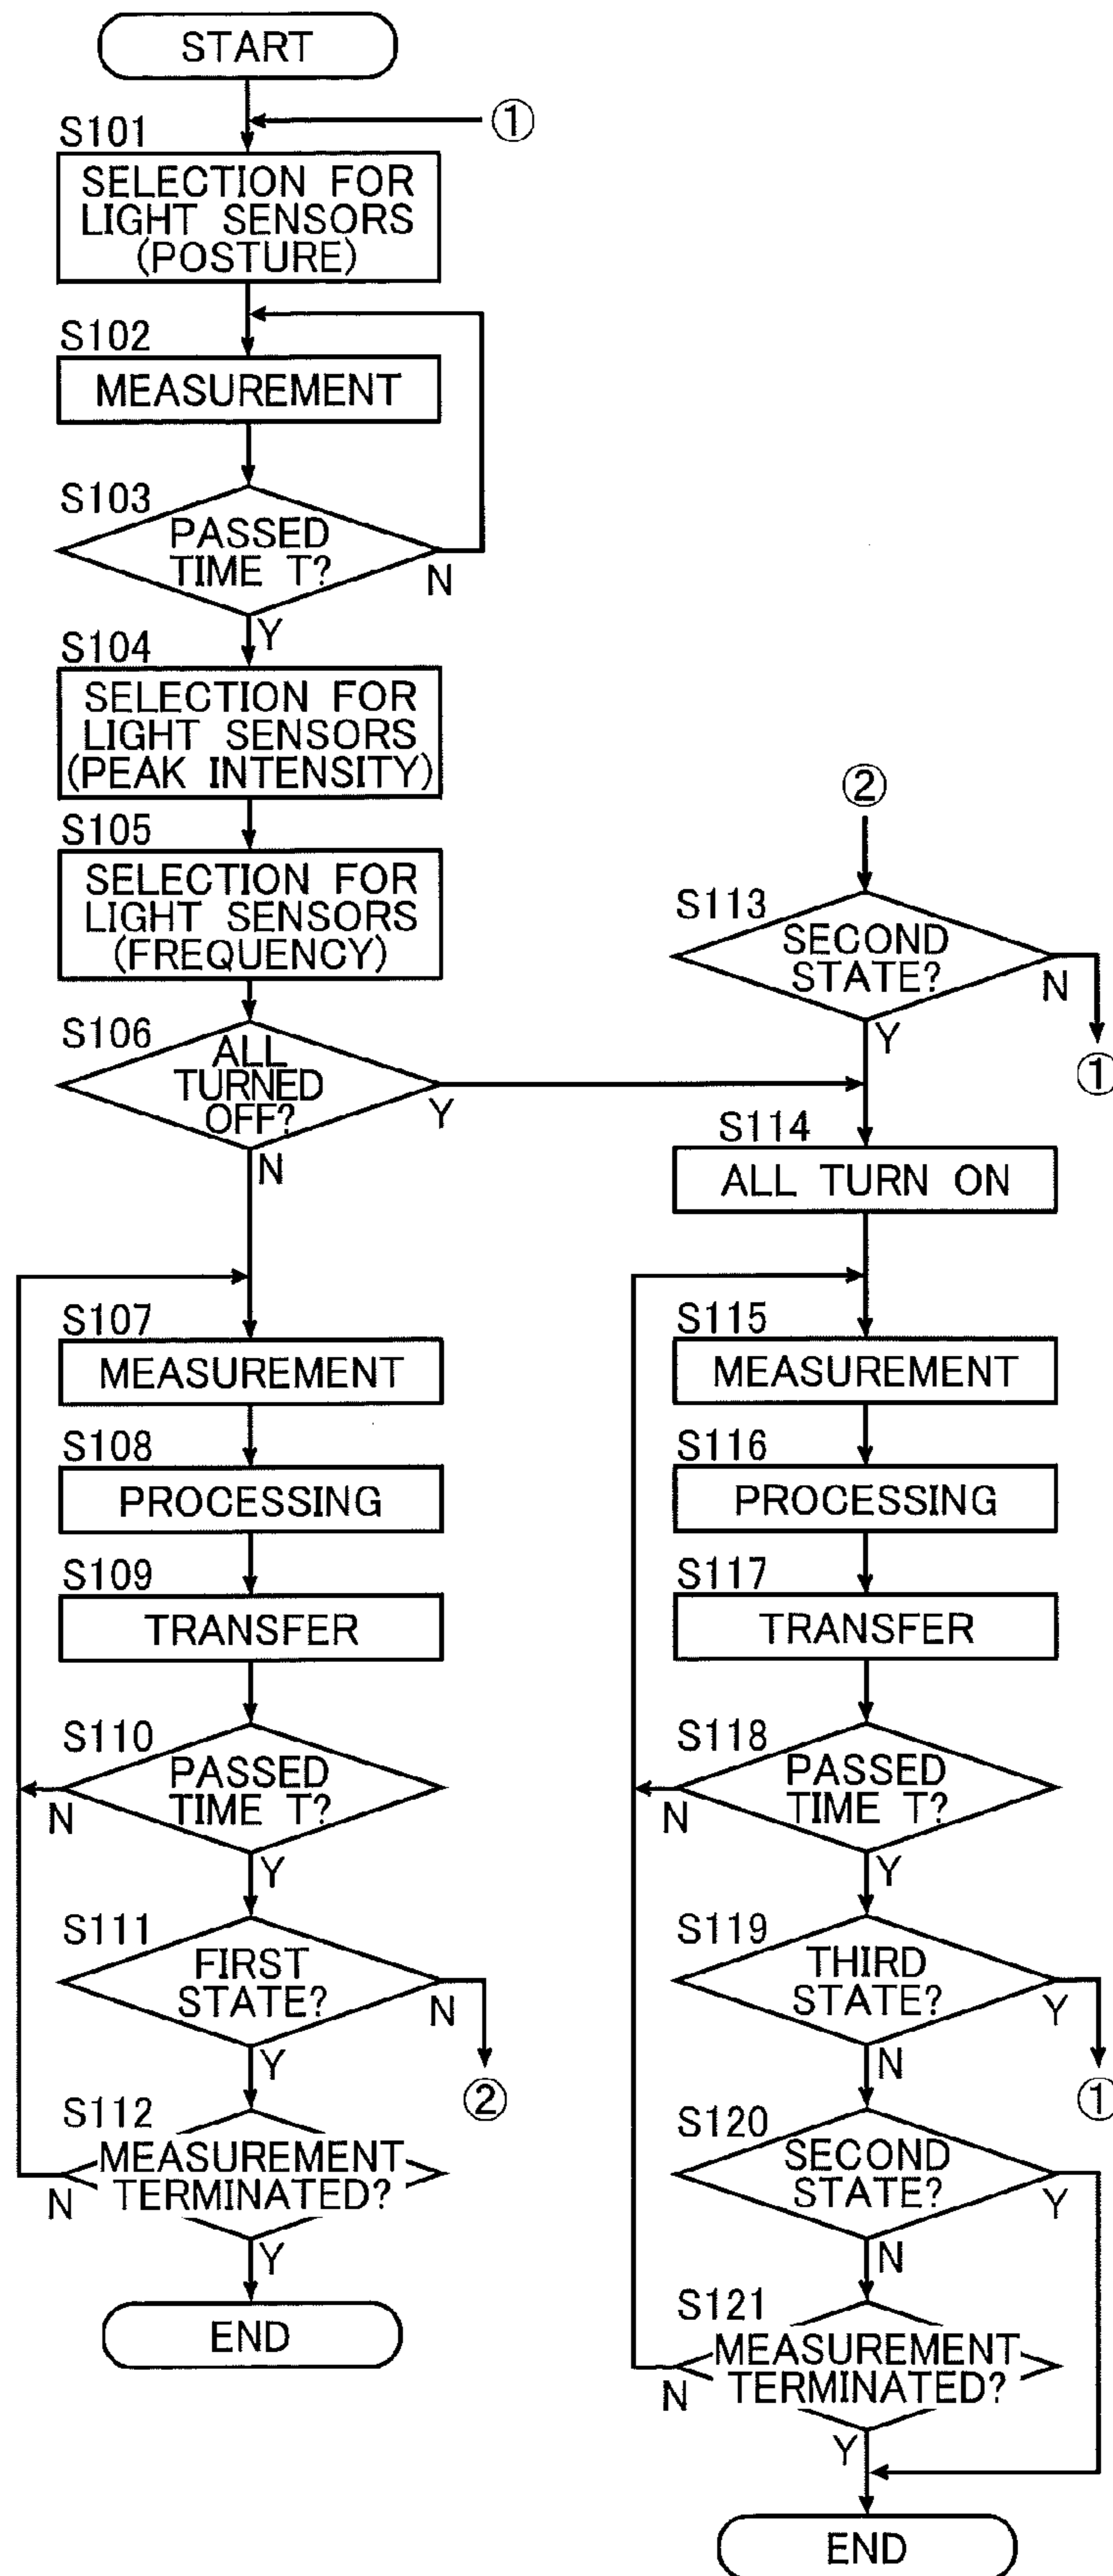 START
①
S101
SELECTION FOR
LIGHT SENSORS
(POSTURE)
S102
MEASUREMENT
S103
PASSED
TIME T?
N
Y
S104
SELECTION FOR
LIGHT SENSORS
(PEAK INTENSITY)
S105
SELECTION FOR
LIGHT SENSORS
(FREQUENCY)
S106
ALL
TURNED
OFF?
Y
N
S107
MEASUREMENT
S108
PROCESSING
S109
TRANSFER
S110
PASSED
TIME T?
N
Y
S111
FIRST
STATE?
N
Y
②
S112
MEASUREMENT
TERMINATED?
N
Y
END
②
S113
SECOND
STATE?
N
Y
①
S114
ALL TURN ON
S115
MEASUREMENT
S116
PROCESSING
S117
TRANSFER
S118
PASSED
TIME T?
N
Y
S119
THIRD
STATE?
Y
N
①
S120
SECOND
STATE?
Y
N
S121
MEASUREMENT
TERMINATED?
N
Y
END